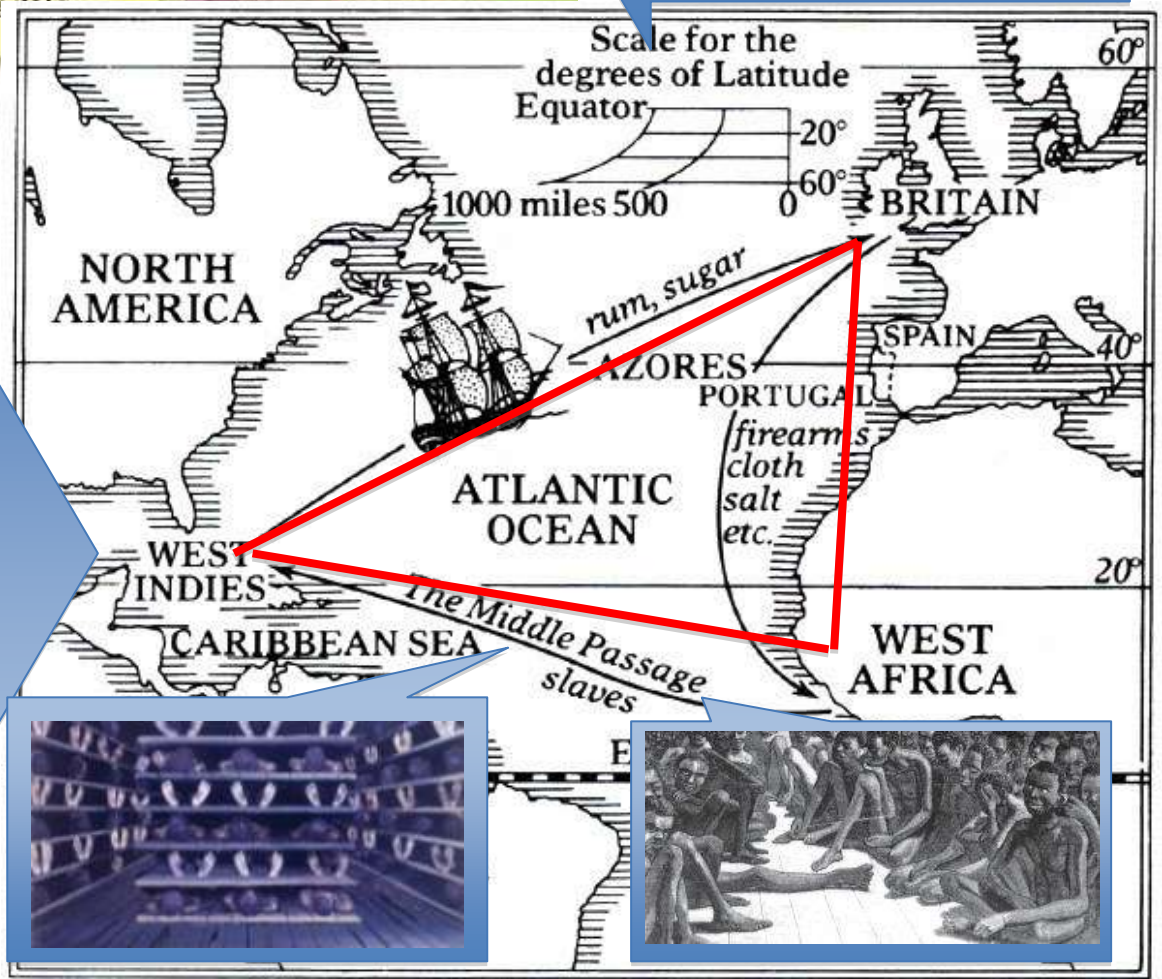 Scale for the
degrees of Latitude
Equator
20°
60°
1000 miles 500 0
60°
BRITAIN
NORTH
AMERICA
rum, sugar
SPAIN
AZORES
40°
PORTUGAL
firearms
cloth
salt
etc.
ATLANTIC
OCEAN
WEST
INDIES
20°
The Middle Passage
slaves
CARIBBEAN SEA
WEST
AFRICA